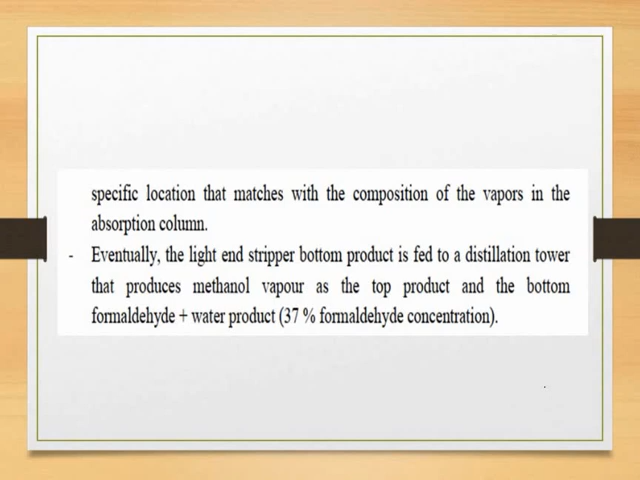 specific location that matches with the composition of the vapors in the
absorption column.
- Eventually, the light end stripper bottom product is fed to a distillation tower
that produces methanol vapour as the top product and the bottom
formaldehyde + water product (37 % formaldehyde concentration).